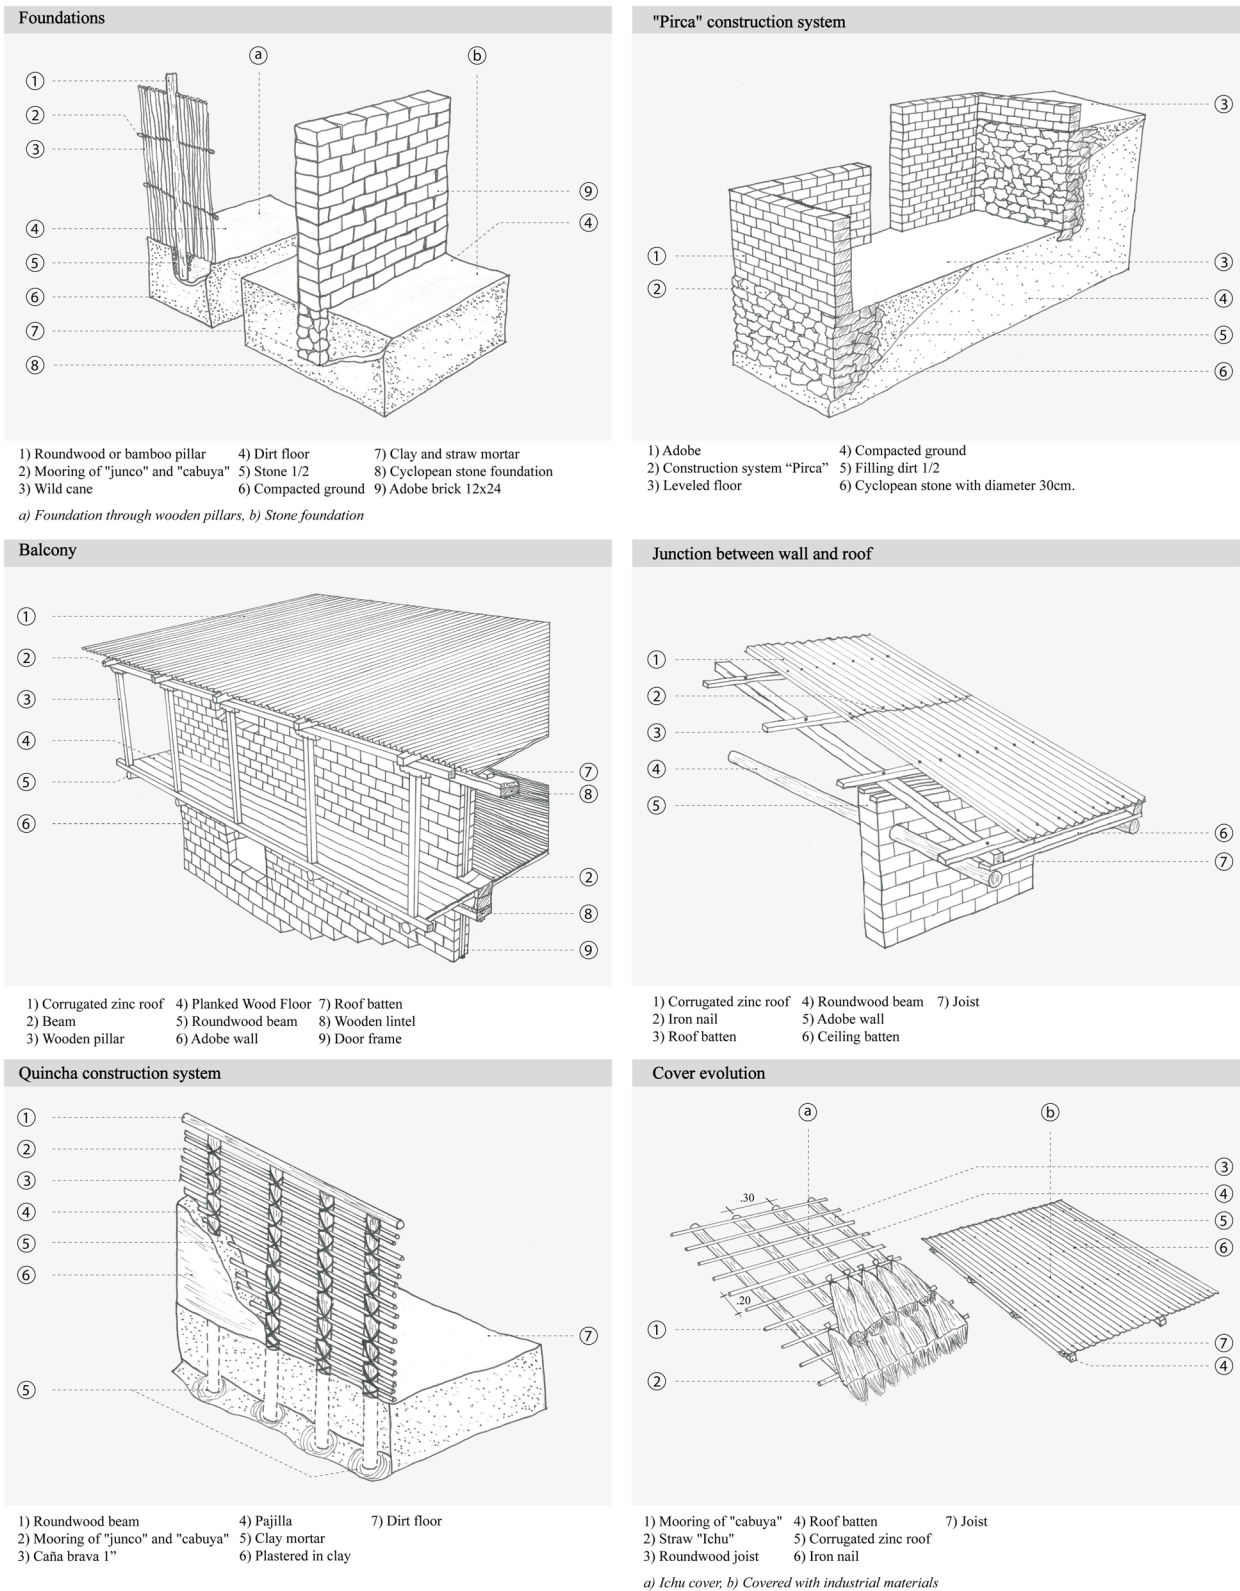 Foundations
a
b
1
2
3
4
5
6
7
8
9
4
1) Roundwood or bamboo pillar 4) Dirt floor 7) Clay and straw mortar
2) Mooring of "junco" and "cabuya" 5) Stone 1/2 8) Cyclopean stone foundation
3) Wild cane 6) Compacted ground 9) Adobe brick 12x24
a) Foundation through wooden pillars, b) Stone foundation
"Pirca" construction system
3
1
2
3
4
5
6
1) Adobe 4) Compacted ground
2) Construction system “Pirca” 5) Filling dirt 1/2
3) Leveled floor 6) Cyclopean stone with diameter 30cm.
Balcony
1
2
3
4
5
6
7
8
2
8
9
1) Corrugated zinc roof 4) Planked Wood Floor 7) Roof batten
2) Beam 5) Roundwood beam 8) Wooden lintel
3) Wooden pillar 6) Adobe wall 9) Door frame
Junction between wall and roof
1
2
3
4
5
6
7
1) Corrugated zinc roof 4) Roundwood beam 7) Joist
2) Iron nail 5) Adobe wall
3) Roof batten 6) Ceiling batten
Quincha construction system
1
2
3
4
5
6
5
7
1) Roundwood beam 4) Pajilla 7) Dirt floor
2) Mooring of "junco" and "cabuya" 5) Clay mortar
3) Caña brava 1” 6) Plastered in clay
Cover evolution
a
b
.30
.20
3
4
5
6
1
2
7
4
1) Mooring of "cabuya" 4) Roof batten 7) Joist
2) Straw "Ichu" 5) Corrugated zinc roof
3) Roundwood joist 6) Iron nail
a) Ichu cover, b) Covered with industrial materials